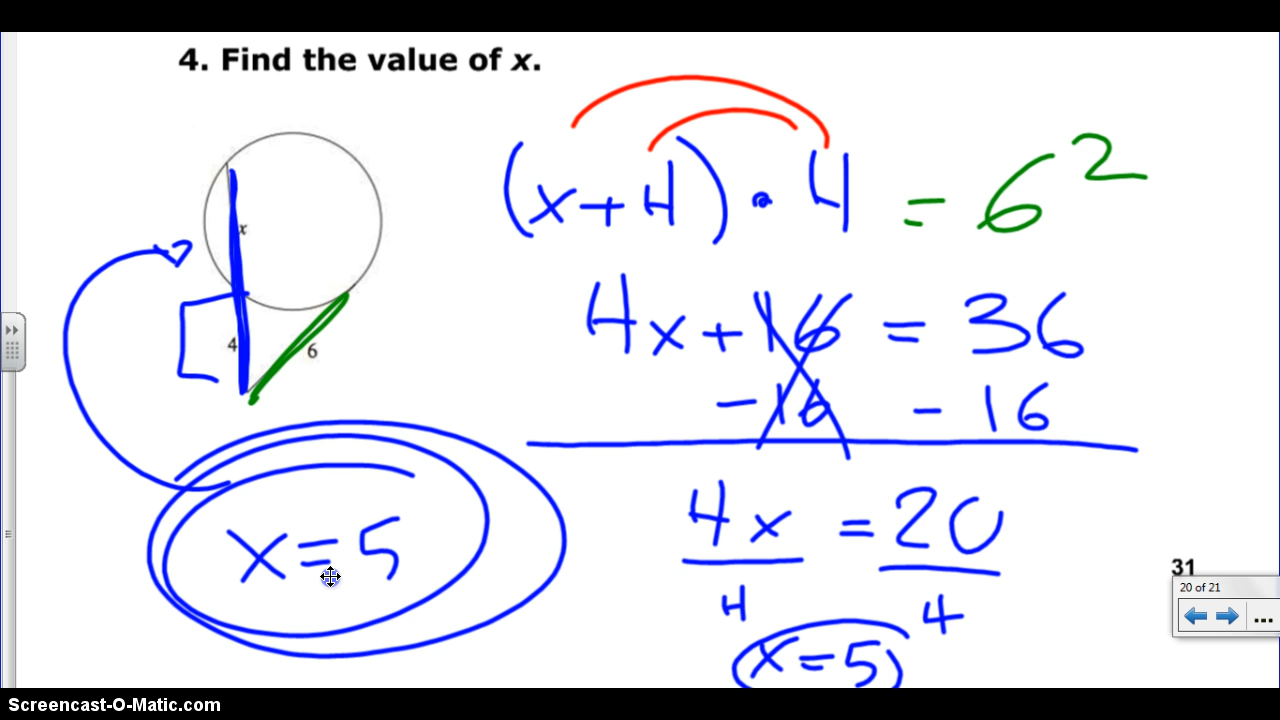 4. Find the value of x.
(x+4) • 4 = 6²
x
4x+16 = 36
4
6
-16 -16
4x = 20
4 4
x=5
x=5
31
20 of 21
...
Screencast-O-Matic.com